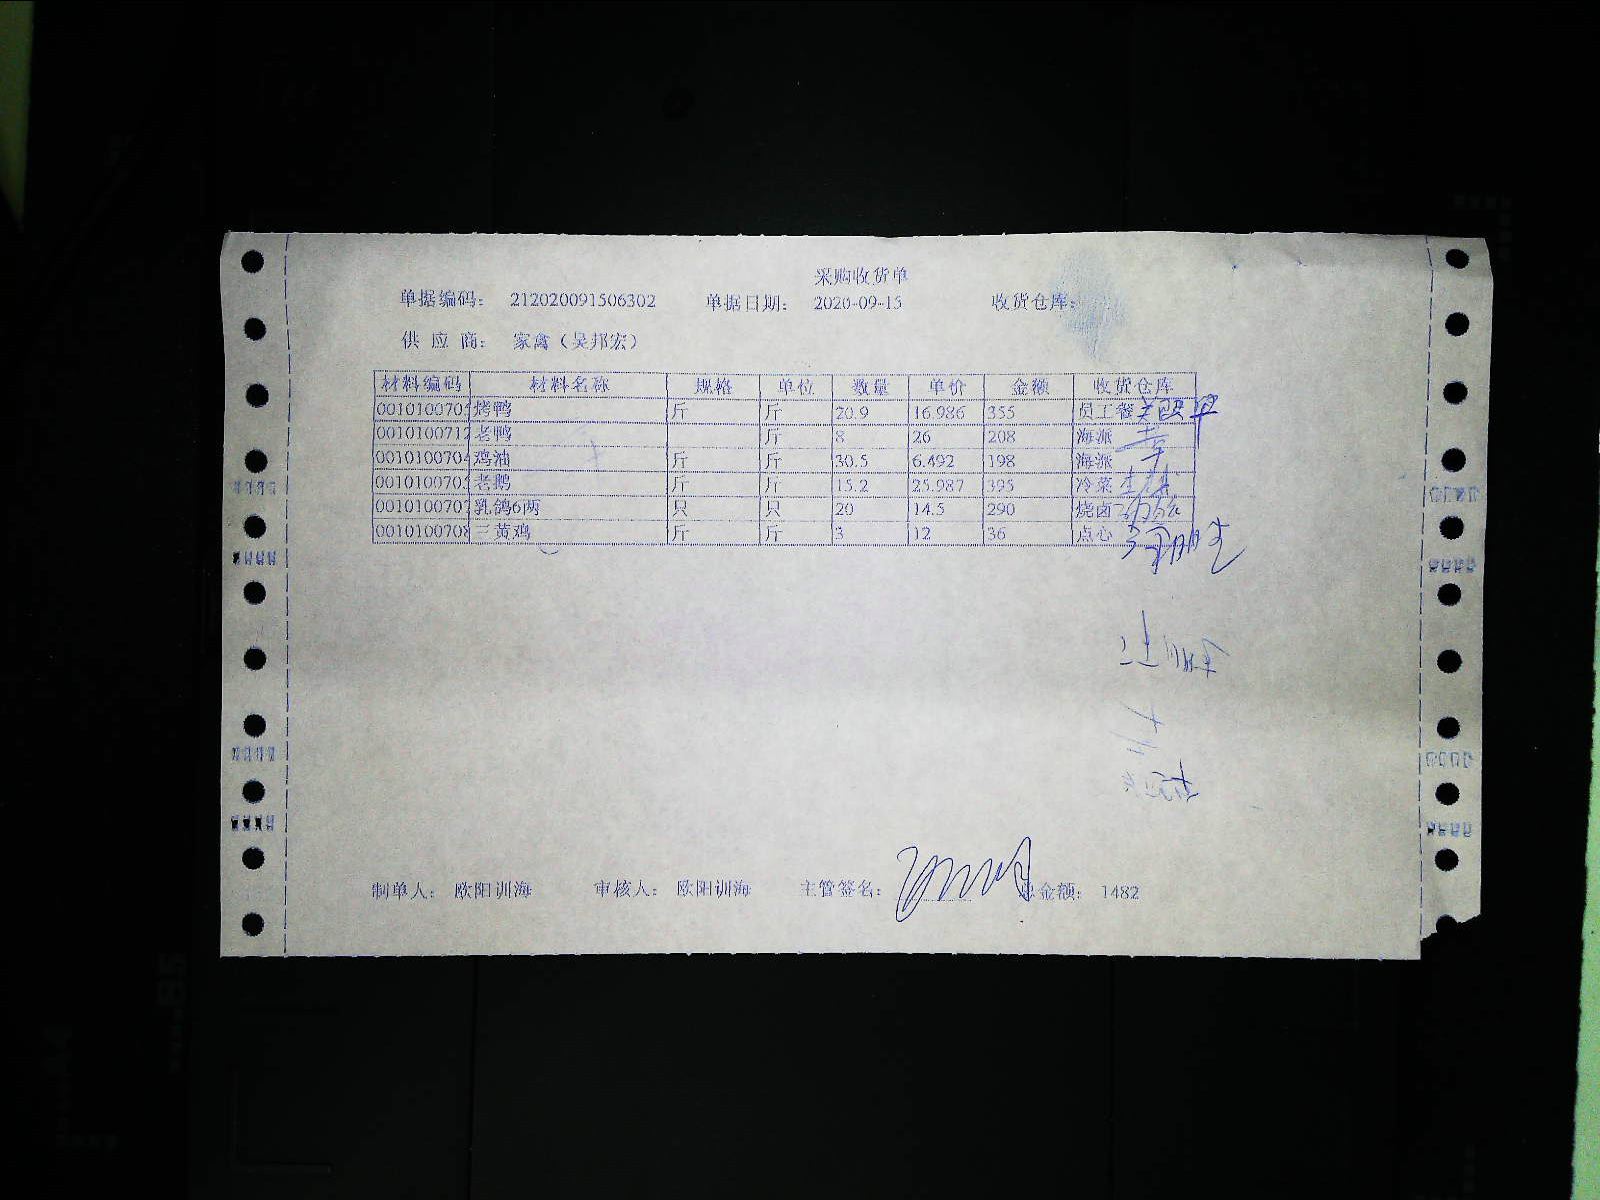 采购收货单
单据编码: 212020091506302 单据日期: 2020-09-15 收货仓库:
供 应 商: 家禽（吴邦宏）
材料编码 材料名称 规格 单位 数量 单价 金额 收货仓库
0010100705 烤鸭 斤 斤 20.9 16.986 355 员工餐
0010100712 老鸭 斤 8 26 208 海派
0010100704 鸡油 斤 斤 30.5 6.492 198 海派
0010100703 老鹅 斤 斤 15.2 25.987 395 冷菜
0010100707 乳鸽6两 只 只 20 14.5 290 烧卤
0010100708 三黄鸡 斤 斤 3 12 36 点心
制单人: 欧阳训海 审核人: 欧阳训海 主管签名: 总金额: 1482